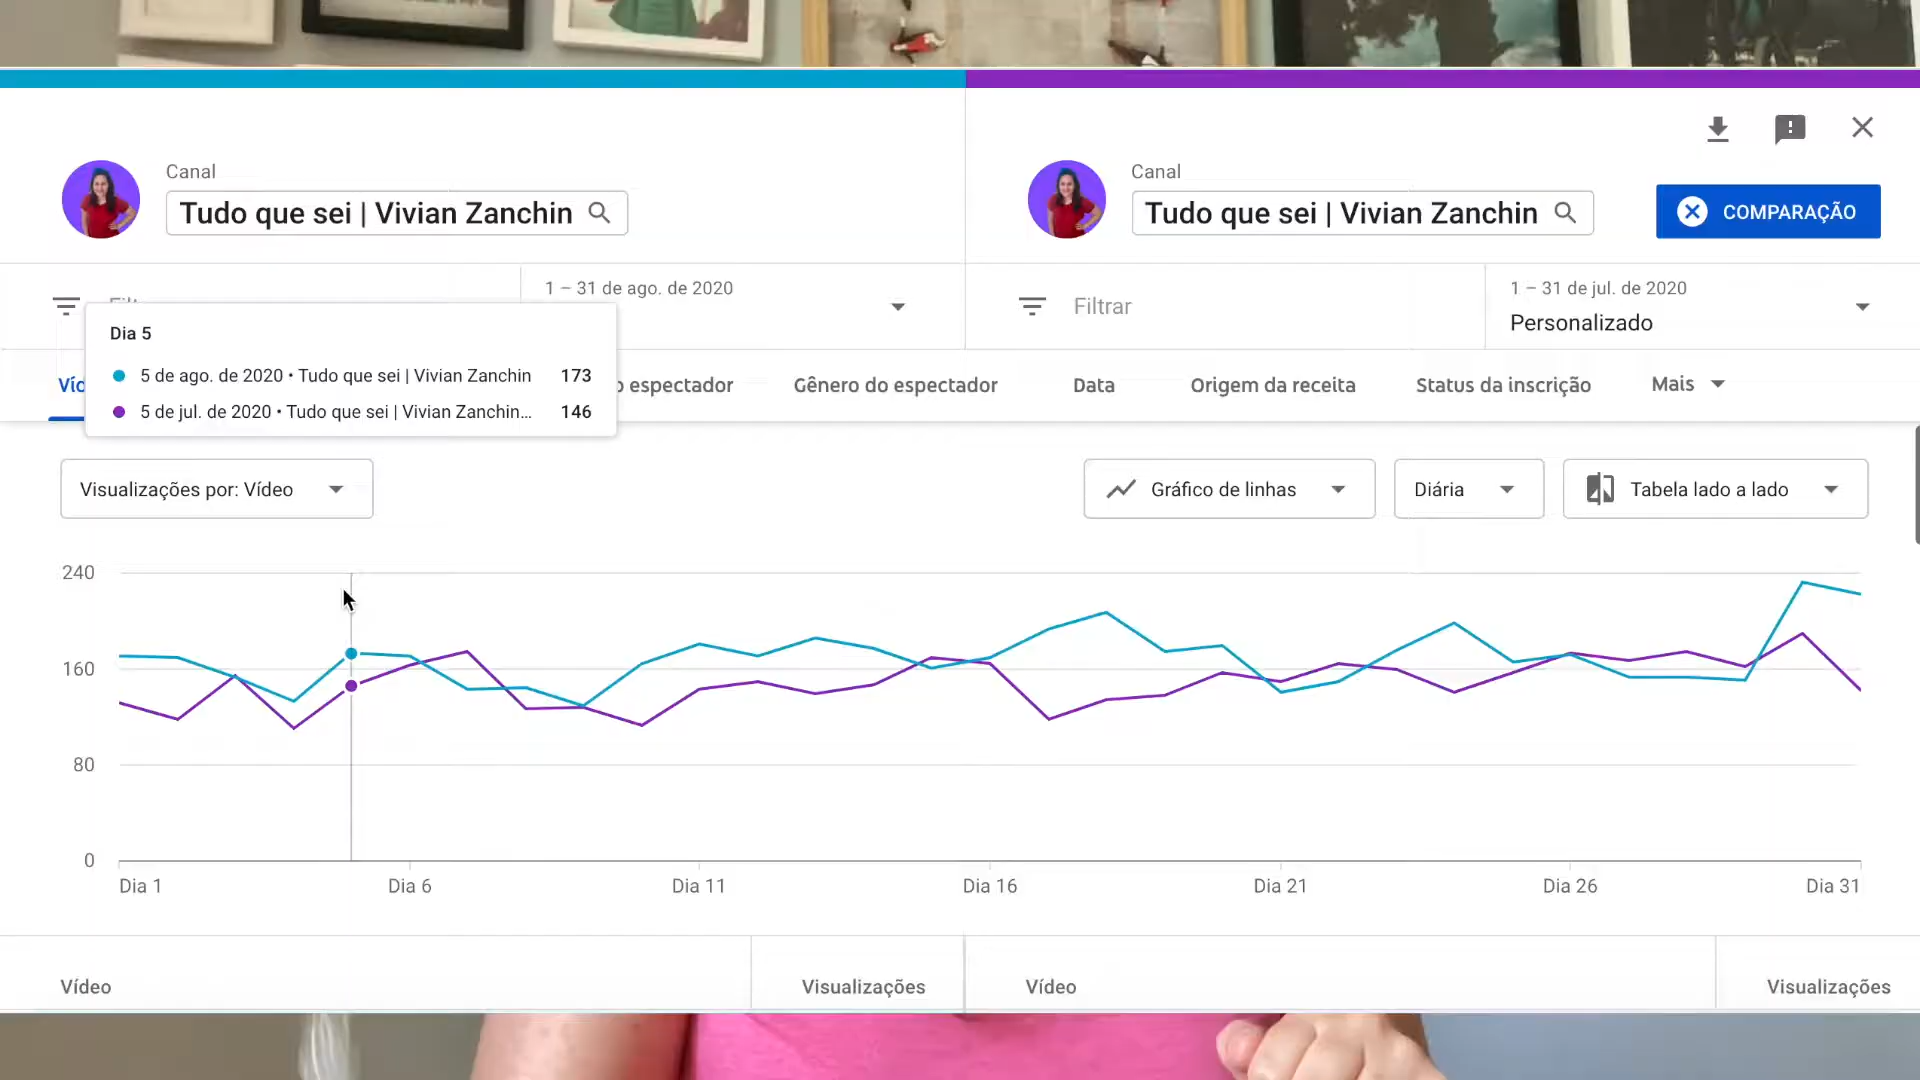 Canal
Tudo que sei | Vivian Zanchin
Canal
Tudo que sei | Vivian Zanchin
COMPARAÇÃO
1 – 31 de ago. de 2020
Filtrar
1 – 31 de jul. de 2020
Personalizado
Dia 5
5 de ago. de 2020 • Tudo que sei | Vivian Zanchin 173
5 de jul. de 2020 • Tudo que sei | Vivian Zanchin... 146
espectador
Gênero do espectador
Data
Origem da receita
Status da inscrição
Mais
Visualizações por: Vídeo
Gráfico de linhas
Diária
Tabela lado a lado
240
160
80
0
Dia 1 Dia 6 Dia 11 Dia 16 Dia 21 Dia 26 Dia 31
Vídeo Visualizações Vídeo Visualizações